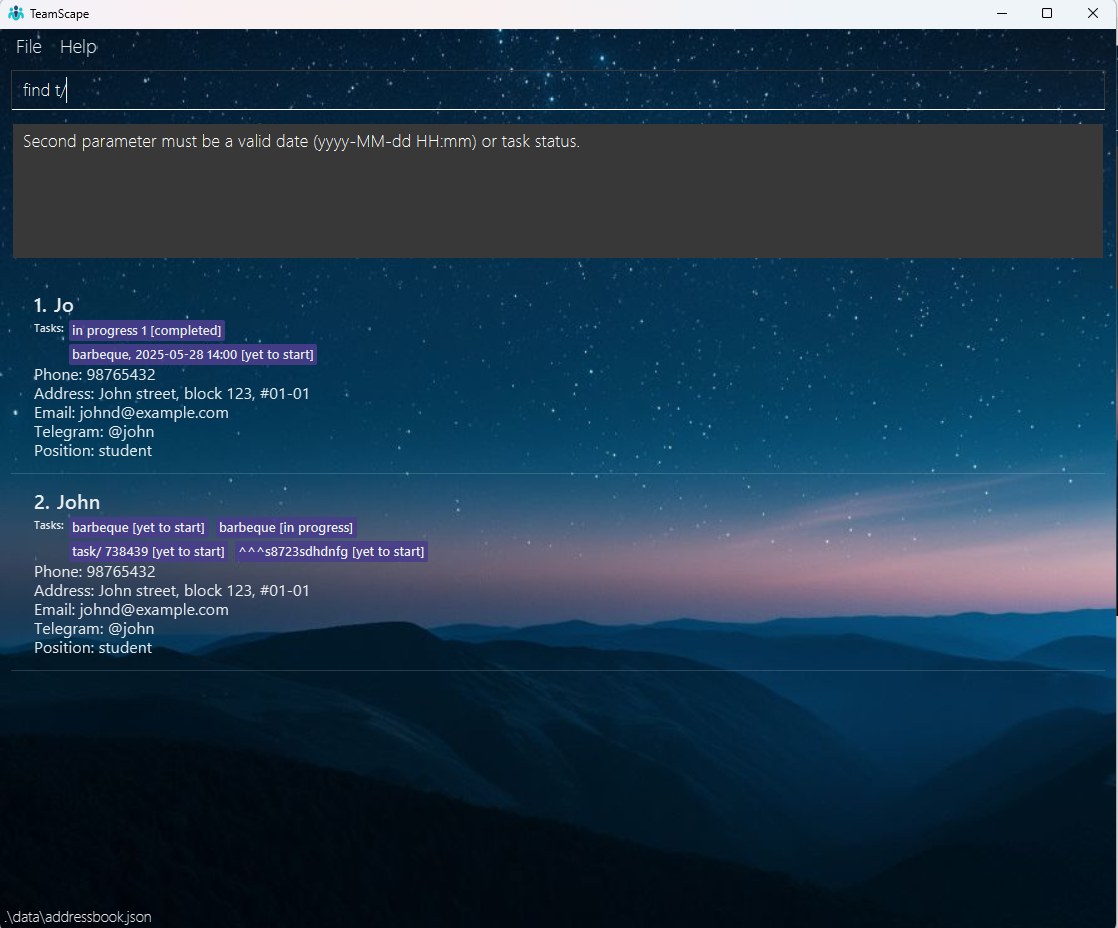 TeamScape
File Help
find t/
Second parameter must be a valid date (yyyy-MM-dd HH:mm) or task status.
1. Jo
Tasks: in progress 1 [completed]
barbeque, 2025-05-28 14:00 [yet to start]
Phone: 98765432
Address: John street, block 123, #01-01
Email: johnd@example.com
Telegram: @john
Position: student
2. John
Tasks: barbeque [yet to start] barbeque [in progress]
task/ 738439 [yet to start] ^^^s8723sdhdnfg [yet to start]
Phone: 98765432
Address: John street, block 123, #01-01
Email: johnd@example.com
Telegram: @john
Position: student
.\data\addressbook.json